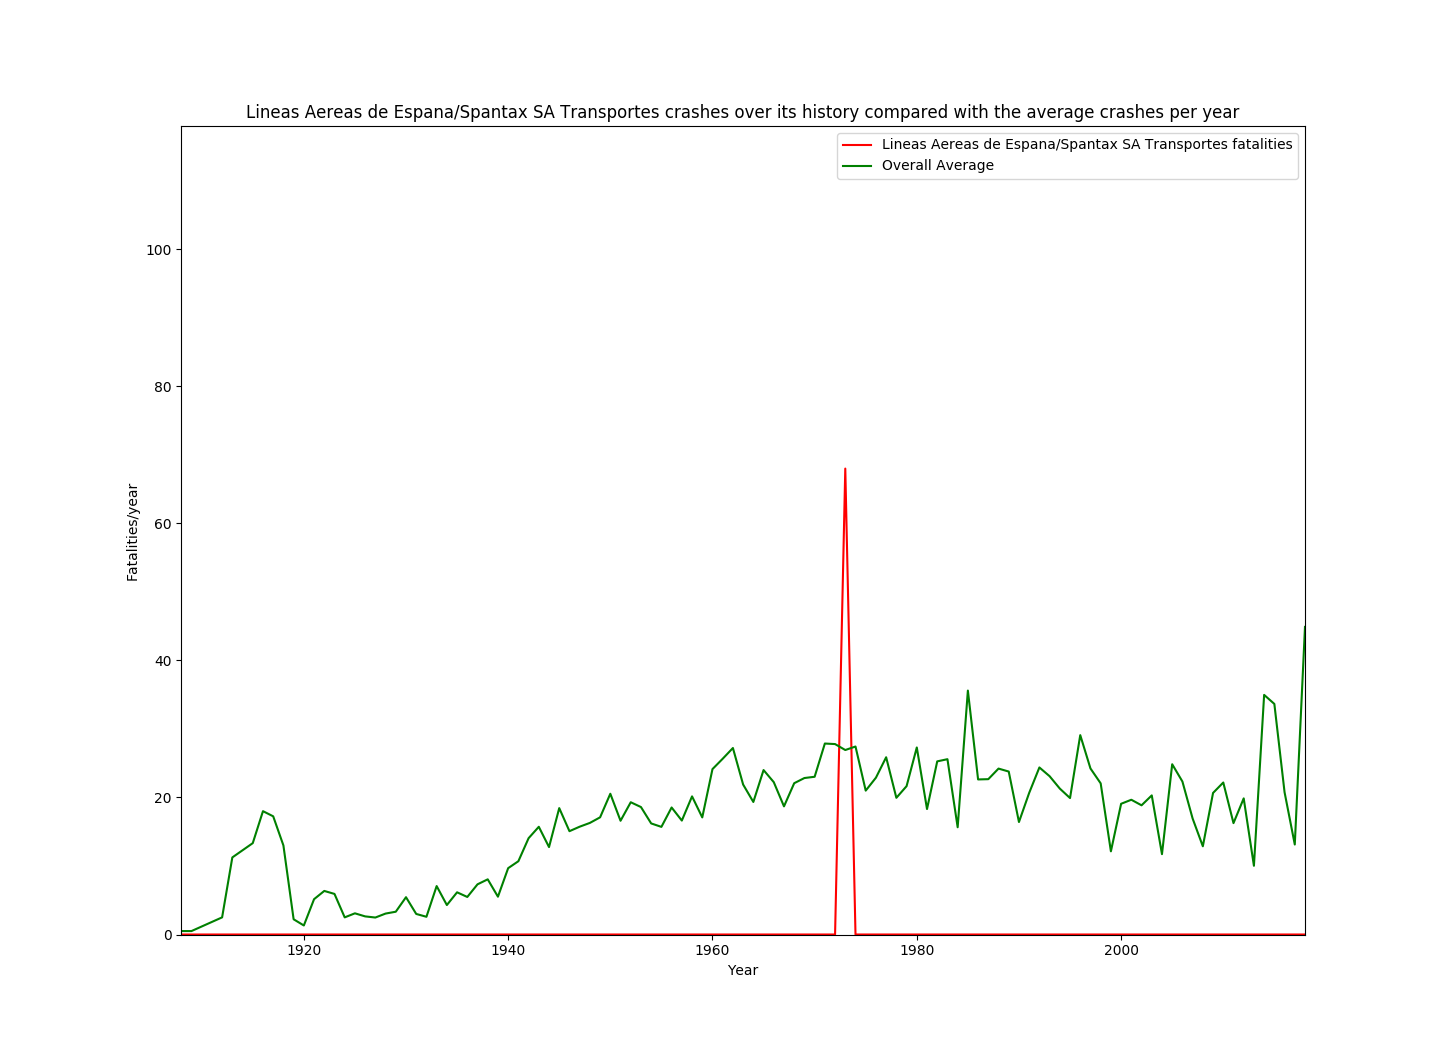 Lineas Aereas de Espana/Spantax SA Transportes crashes over its history compared with the average crashes per year
Lineas Aereas de Espana/Spantax SA Transportes fatalities
Overall Average
100
80
60
40
20
0
Fatalities/year
1920 1940 1960 1980 2000
Year